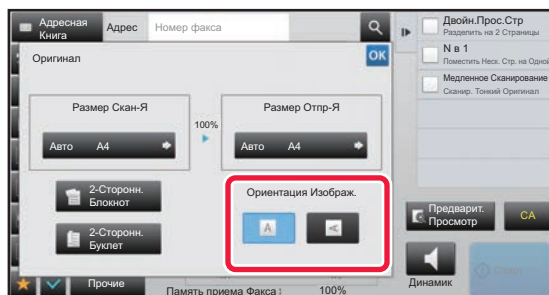 Адресная
Книга
Адрес
Номер факса
Двойн.Прос.Стр
Разделить на 2 Страницы
N в 1
Поместить Неск. Стр. на Одной
Медленное Сканирование
Сканир. Тонкий Оригинал
Оригинал
OK
Размер Скан-Я
Авто A4
100%
Размер Отпр-Я
Авто A4
2-Сторонн.
Блокнот
2-Сторонн.
Буклет
Ориентация Изображ.
A
A
Предварит.
Просмотр
CA
Прочие
Память приема Факса
100%
Динамик
Старт